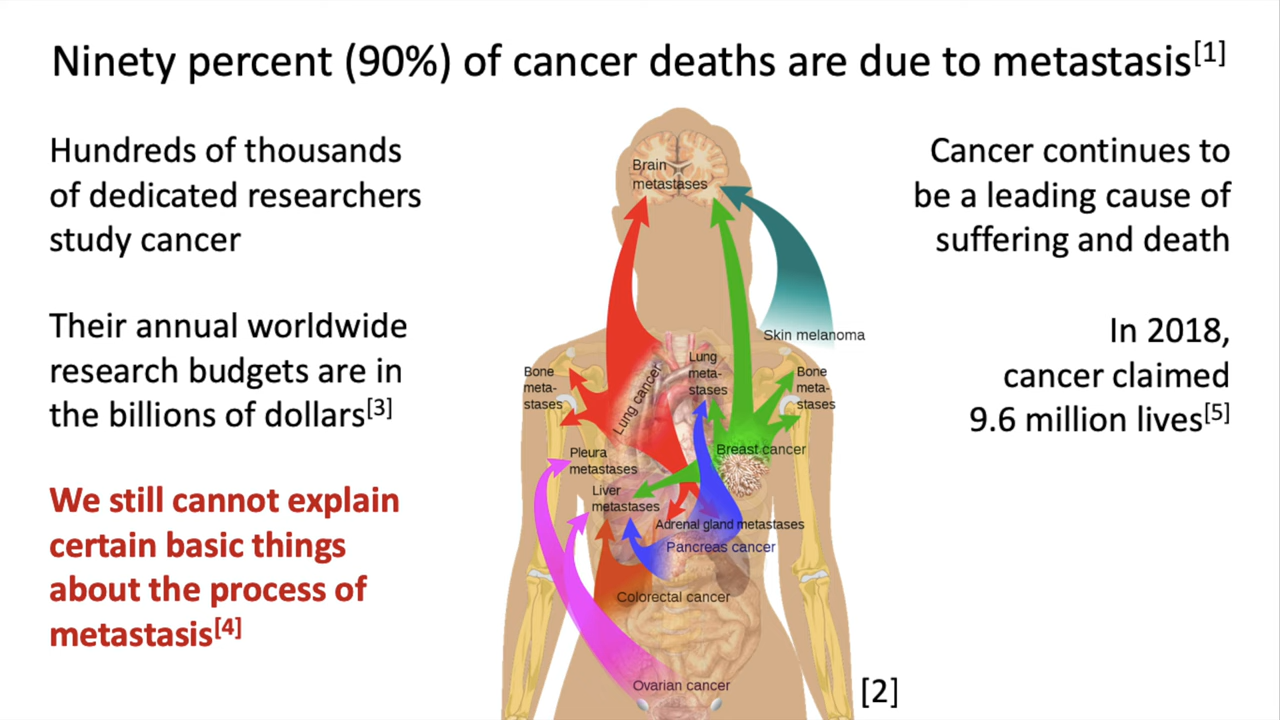 Ninety percent (90%) of cancer deaths are due to metastasis[1]
Hundreds of thousands
of dedicated researchers
study cancer
Their annual worldwide
research budgets are in
the billions of dollars[3]
We still cannot explain
certain basic things
about the process of
metastasis[4]
Brain
metastases
Skin melanoma
Lung
meta-
stases
Bone
meta-
stases
Lung cancer
Bone
meta-
stases
Breast cancer
Pleura
metastases
Liver
metastases
Adrenal gland metastases
Pancreas cancer
Colorectal cancer
Ovarian cancer
[2]
Cancer continues to
be a leading cause of
suffering and death
In 2018,
cancer claimed
9.6 million lives[5]